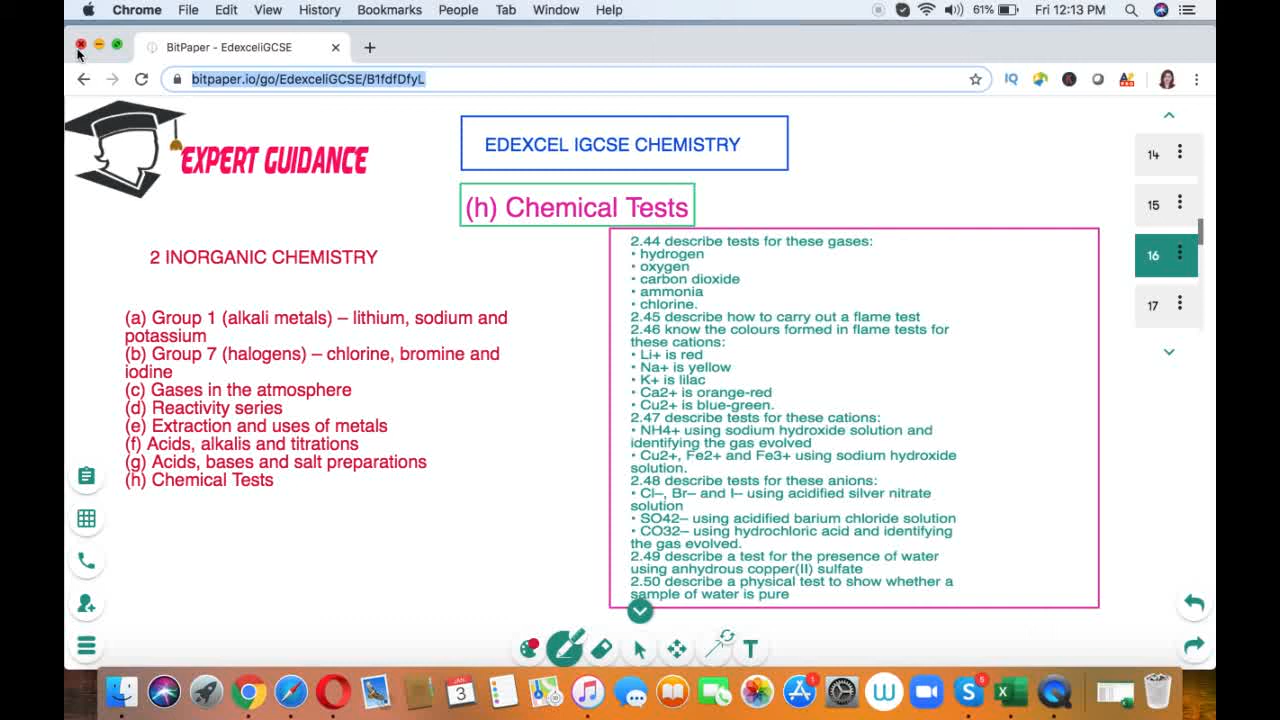 Chrome File Edit View History Bookmarks People Tab Window Help 61% Fri 12:13 PM
BitPaper - EdexceliGCSE
bitpaper.io/go/EdexceliGCSE/B1fdfDfyL
IQ
EXPERT GUIDANCE
EDEXCEL IGCSE CHEMISTRY
(h) Chemical Tests
2 INORGANIC CHEMISTRY
(a) Group 1 (alkali metals) – lithium, sodium and
potassium
(b) Group 7 (halogens) – chlorine, bromine and
iodine
(c) Gases in the atmosphere
(d) Reactivity series
(e) Extraction and uses of metals
(f) Acids, alkalis and titrations
(g) Acids, bases and salt preparations
(h) Chemical Tests
2.44 describe tests for these gases:
• hydrogen
• oxygen
• carbon dioxide
• ammonia
• chlorine.
2.45 describe how to carry out a flame test
2.46 know the colours formed in flame tests for
these cations:
• Li+ is red
• Na+ is yellow
• K+ is lilac
• Ca2+ is orange-red
• Cu2+ is blue-green.
2.47 describe tests for these cations:
• NH4+ using sodium hydroxide solution and
identifying the gas evolved
• Cu2+, Fe2+ and Fe3+ using sodium hydroxide
solution.
2.48 describe tests for these anions:
• Cl–, Br– and I– using acidified silver nitrate
solution
• SO42– using acidified barium chloride solution
• CO32– using hydrochloric acid and identifying
the gas evolved.
2.49 describe a test for the presence of water
using anhydrous copper(II) sulfate
2.50 describe a physical test to show whether a
sample of water is pure
14
15
16
17
T
3
1
W
S
5
X